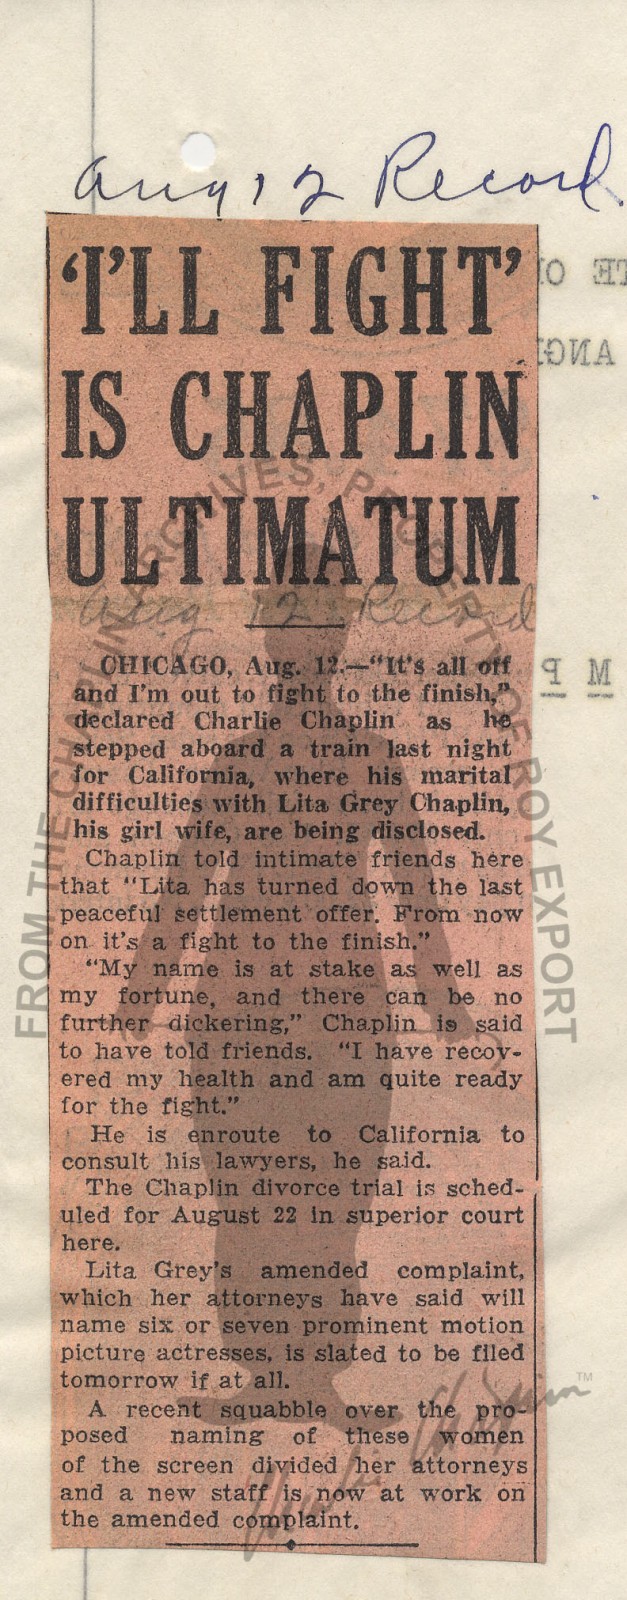 Aug 12 Record
'I'LL FIGHT'
IS CHAPLIN
ULTIMATUM
Aug 12 Record
CHICAGO, Aug. 12.—"It's all off
and I'm out to fight to the finish,"
declared Charlie Chaplin as he
stepped aboard a train last night
for California, where his marital
difficulties with Lita Grey Chaplin,
his girl wife, are being disclosed.
Chaplin told intimate friends here
that "Lita has turned down the last
peaceful settlement offer. From now
on it's a fight to the finish."
"My name is at stake as well as
my fortune, and there can be no
further dickering," Chaplin is said
to have told friends. "I have recov-
ered my health and am quite ready
for the fight."
He is enroute to California to
consult his lawyers, he said.
The Chaplin divorce trial is sched-
uled for August 22 in superior court
here.
Lita Grey's amended complaint,
which her attorneys have said will
name six or seven prominent motion
picture actresses, is slated to be filed
tomorrow if at all.
A recent squabble over the pro-
posed naming of these women
of the screen divided her attorneys
and a new staff is now at work on
the amended complaint.
FROM THE CHAPLIN ARCHIVES, PROPERTY OF ROY EXPORT
Charlie Chaplin ™